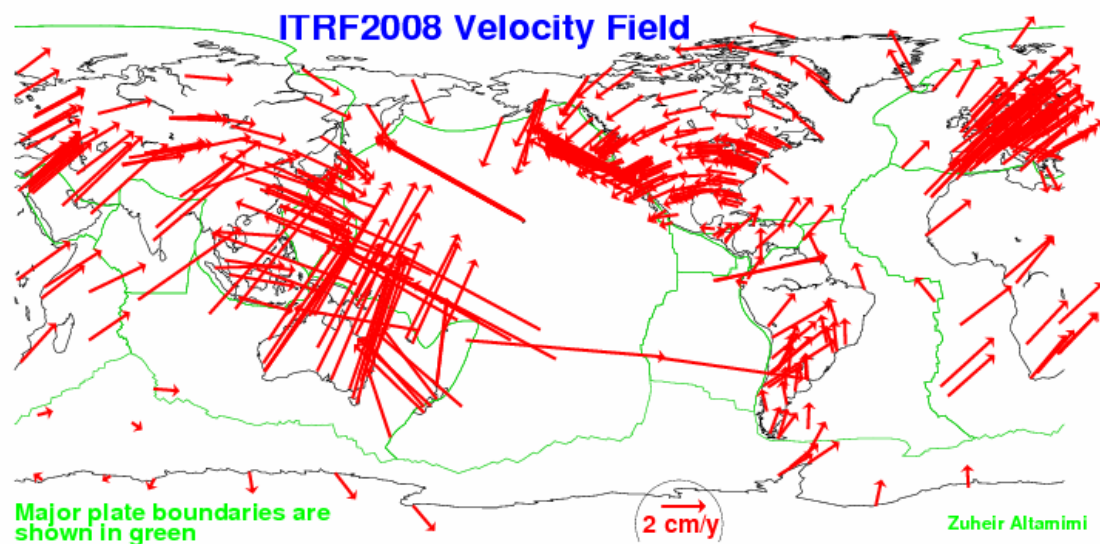 ITRF2008 Velocity Field
Major plate boundaries are
shown in green
2 cm/y
Zuheir Altamimi